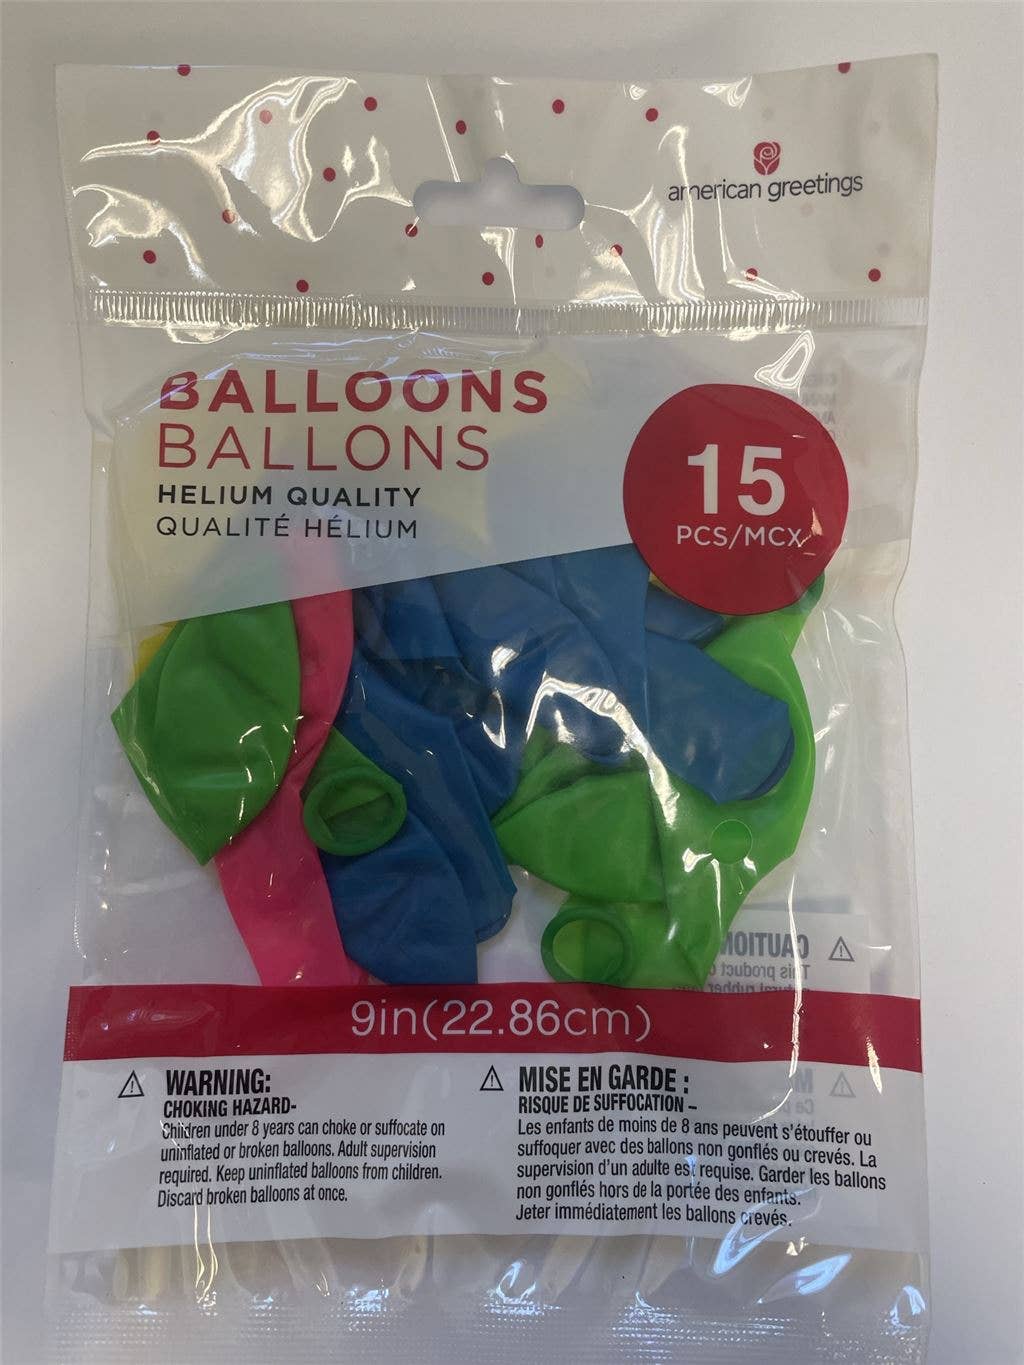 american greetings
BALLOONS
BALLONS
HELIUM QUALITY
QUALITÉ HÉLIUM
15
PCS/MCX
CAUTION
This product
natural rubber
9in(22.86cm)
WARNING:
CHOKING HAZARD-
Children under 8 years can choke or suffocate on
uninflated or broken balloons. Adult supervision
required. Keep uninflated balloons from children.
Discard broken balloons at once.
MISE EN GARDE :
RISQUE DE SUFFOCATION –
Les enfants de moins de 8 ans peuvent s'étouffer ou
suffoquer avec des ballons non gonflés ou crevés. La
supervision d'un adulte est requise. Garder les ballons
non gonflés hors de la portée des enfants.
Jeter immédiatement les ballons crevés.